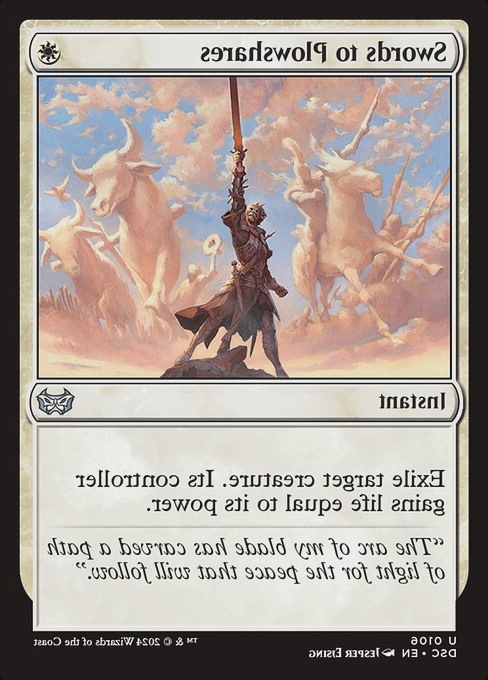 Swords to Plowshares
Instant
Exile target creature. Its controller
gains life equal to its power.
"The arc of my blade has carved a path
of light for the peace that will follow."
U 0106
DSC • EN Jesper Ejsing
™ & © 2024 Wizards of the Coast